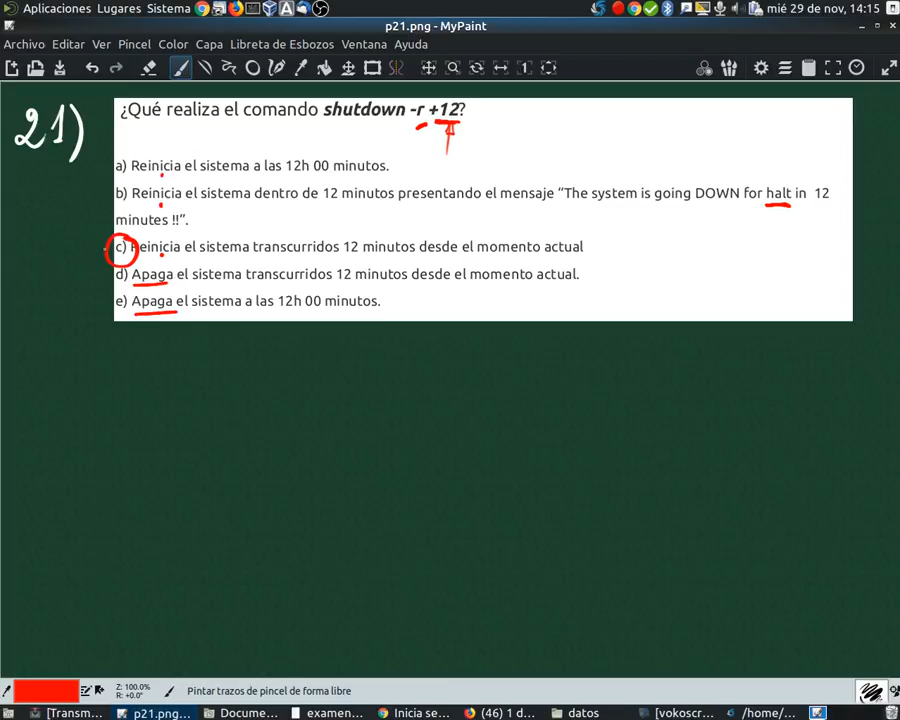 Aplicaciones Lugares Sistema mié 29 de nov, 14:15
p21.png - MyPaint
Archivo Editar Ver Pincel Color Capa Libreta de Esbozos Ventana Ayuda
21)
¿Qué realiza el comando shutdown -r +12?
a) Reinicia el sistema a las 12h 00 minutos.
b) Reinicia el sistema dentro de 12 minutos presentando el mensaje “The system is going DOWN for halt in 12
minutes !!”.
c) Reinicia el sistema transcurridos 12 minutos desde el momento actual
d) Apaga el sistema transcurridos 12 minutos desde el momento actual.
e) Apaga el sistema a las 12h 00 minutos.
Z: 100.0%
R: +0.0°
Pintar trazos de pincel de forma libre
[Transm... p21.png... Docume... examen... Inicia se... (46) 1 d... datos [vokoscr... /home/...